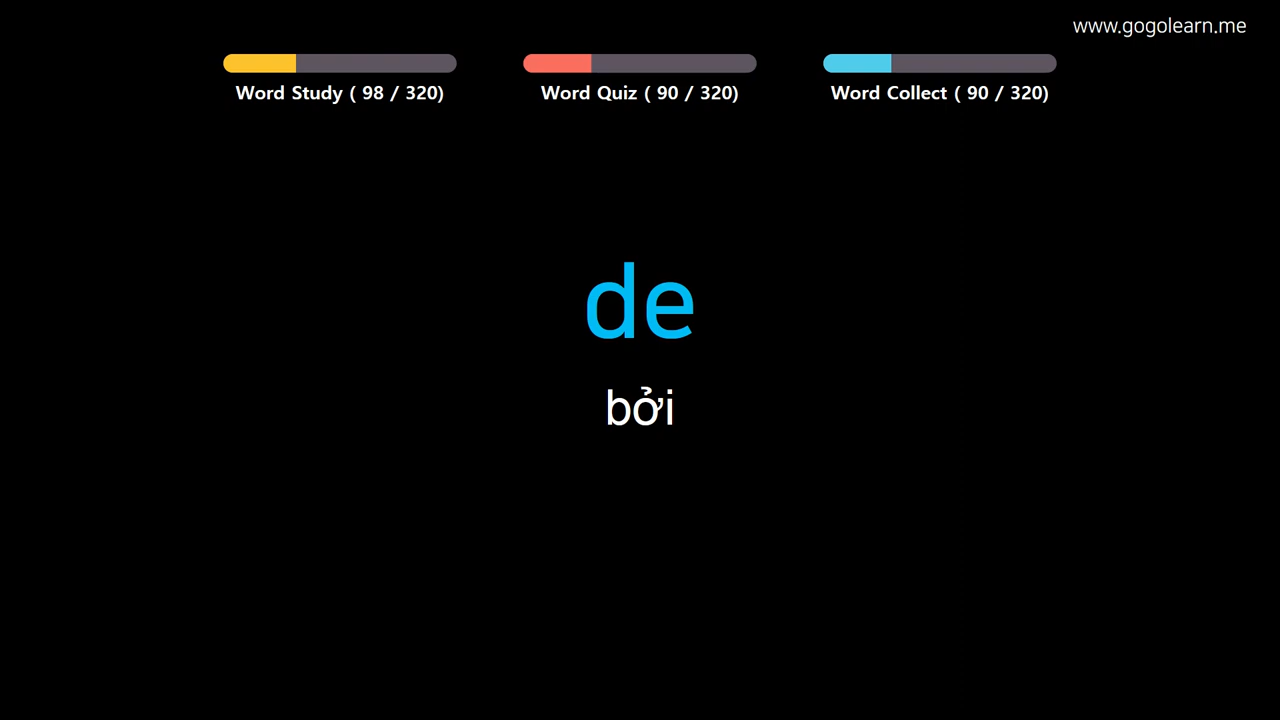 www.gogolearn.me
Word Study ( 98 / 320)
Word Quiz ( 90 / 320)
Word Collect ( 90 / 320)
de
bởi